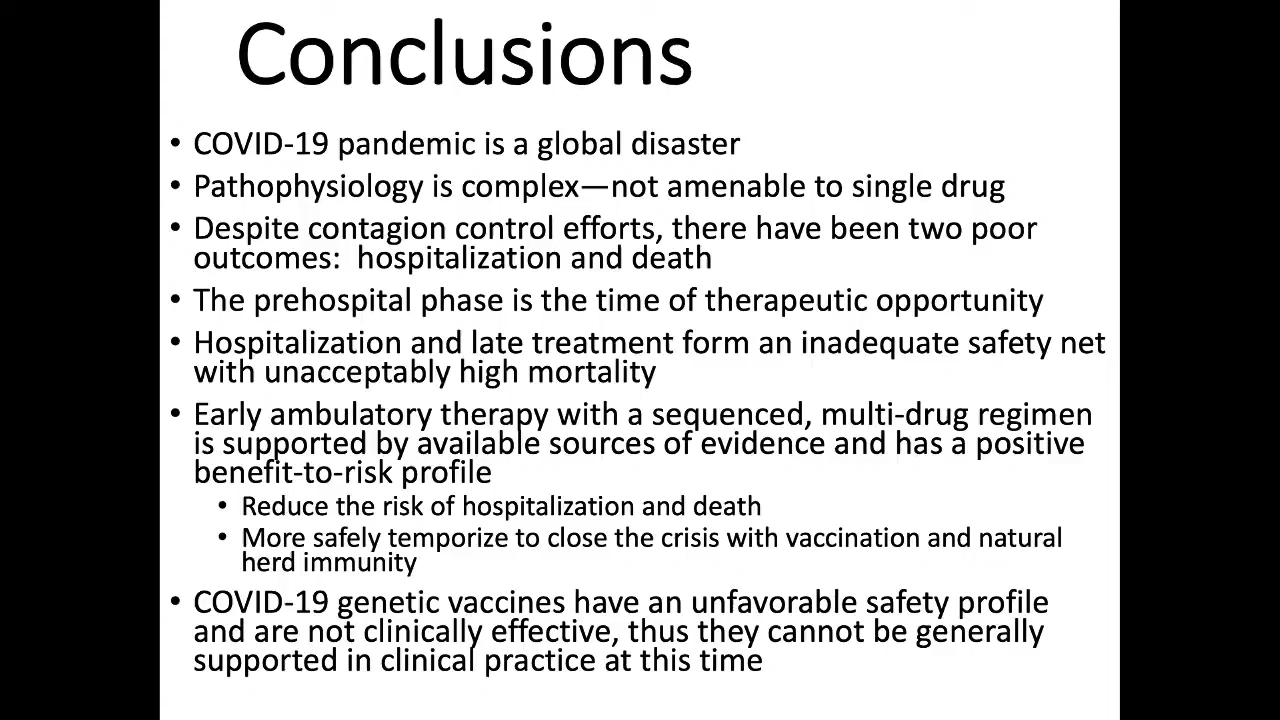 Conclusions
• COVID-19 pandemic is a global disaster
• Pathophysiology is complex—not amenable to single drug
• Despite contagion control efforts, there have been two poor
outcomes:  hospitalization and death
• The prehospital phase is the time of therapeutic opportunity
• Hospitalization and late treatment form an inadequate safety net
with unacceptably high mortality
• Early ambulatory therapy with a sequenced, multi-drug regimen
is supported by available sources of evidence and has a positive
benefit-to-risk profile
• Reduce the risk of hospitalization and death
• More safely temporize to close the crisis with vaccination and natural
herd immunity
• COVID-19 genetic vaccines have an unfavorable safety profile
and are not clinically effective, thus they cannot be generally
supported in clinical practice at this time